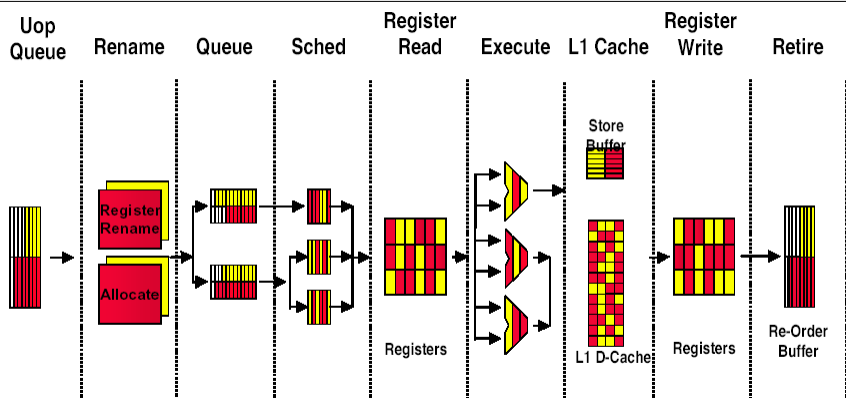 Uop
Queue
Rename
Queue
Sched
Register
Read
Execute
L1 Cache
Register
Write
Retire
Store
Buffer
Register
Rename
Allocate
Registers
L1 D-Cache
Registers
Re-Order
Buffer